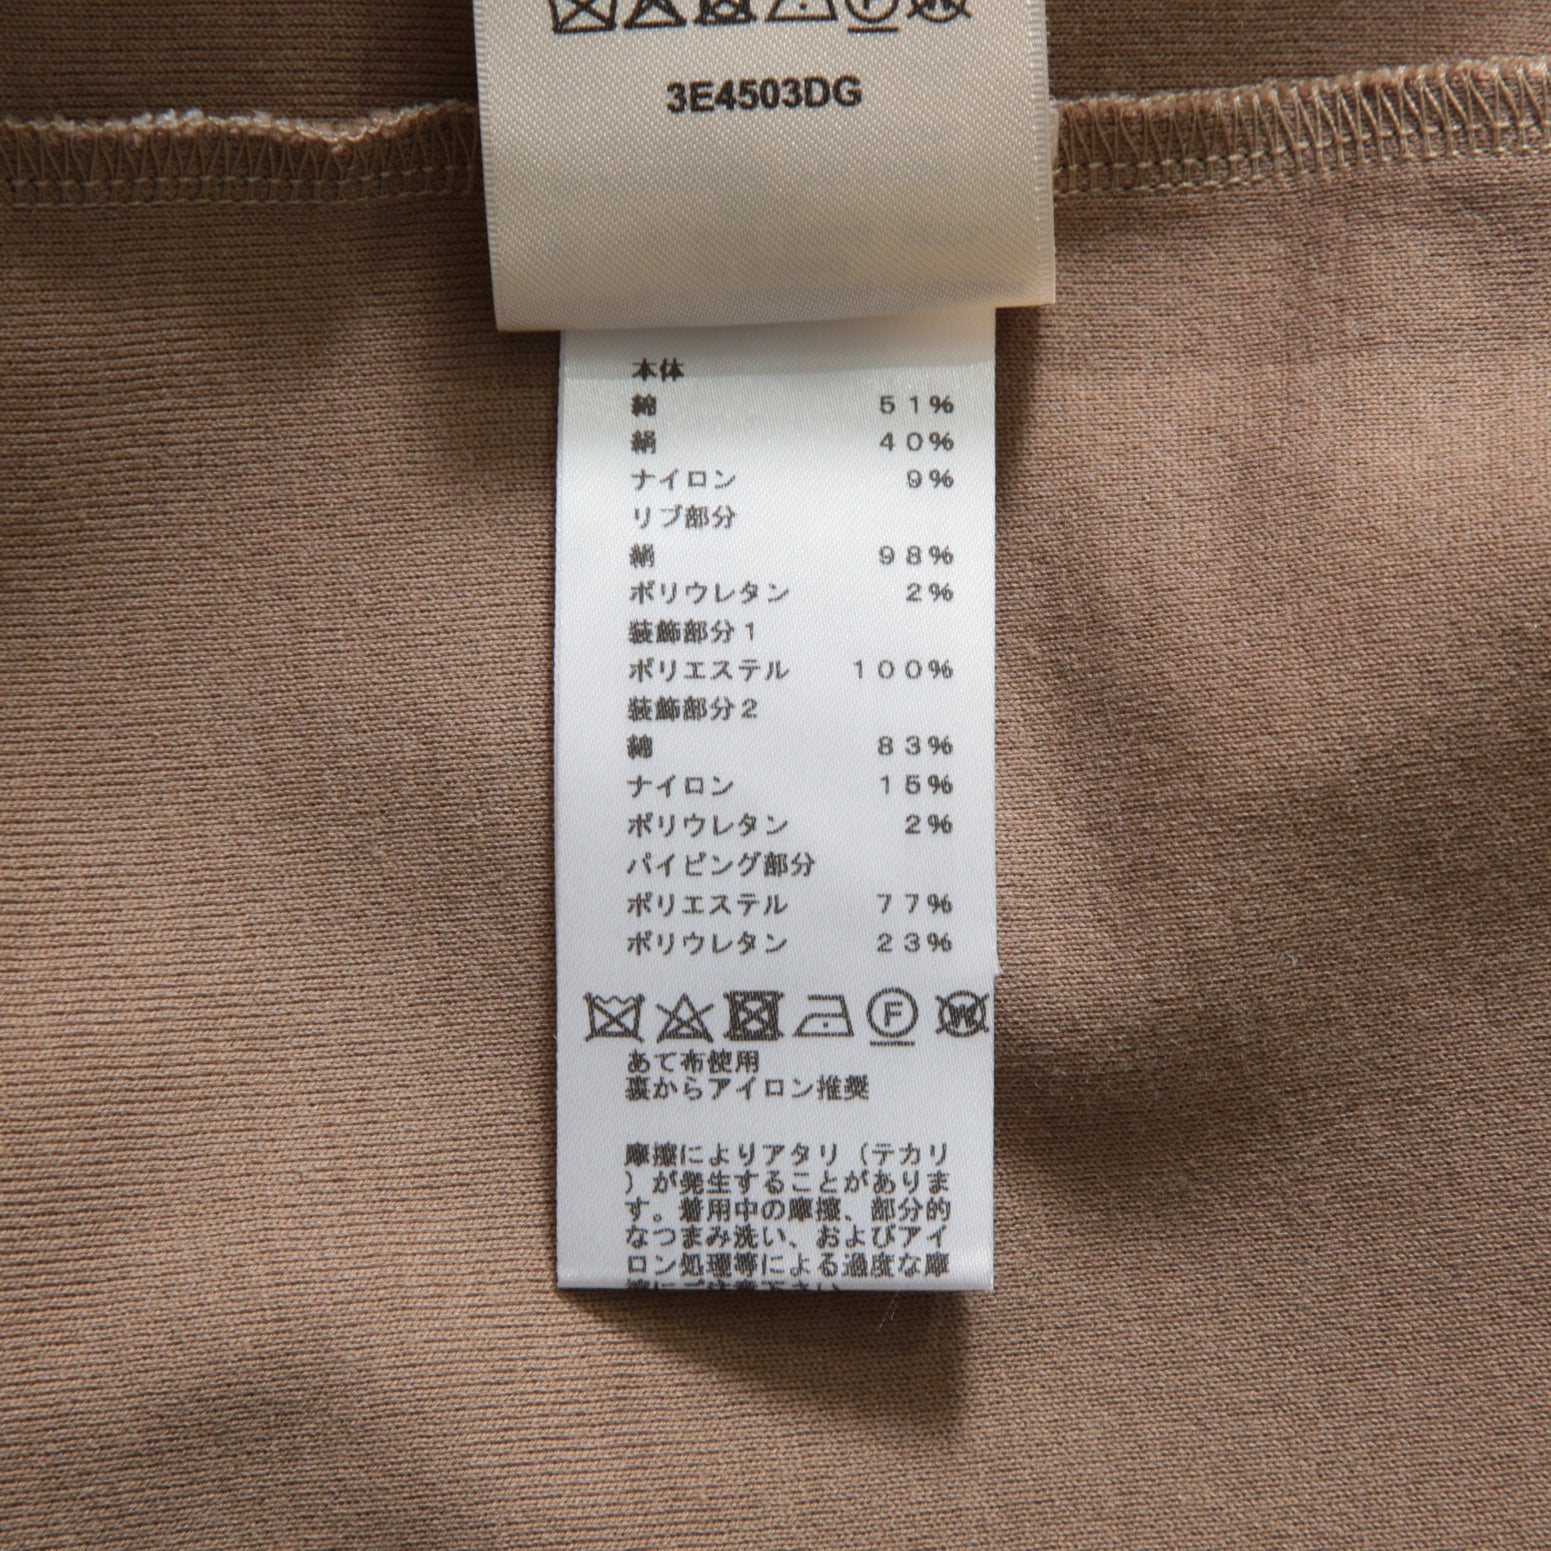 3E4503DG
本体
綿 51%
絹 40%
ナイロン 9%
リブ部分
絹 98%
ポリウレタン 2%
装飾部分1
ポリエステル 100%
装飾部分2
綿 83%
ナイロン 15%
ポリウレタン 2%
パイピング部分
ポリエステル 77%
ポリウレタン 23%
F W
あて布使用
裏からアイロン推奨
摩擦によりアタリ（テカリ
）が発生することがありま
す。着用中の摩擦、部分的
なつまみ洗い、およびアイ
ロン処理等による過度な摩